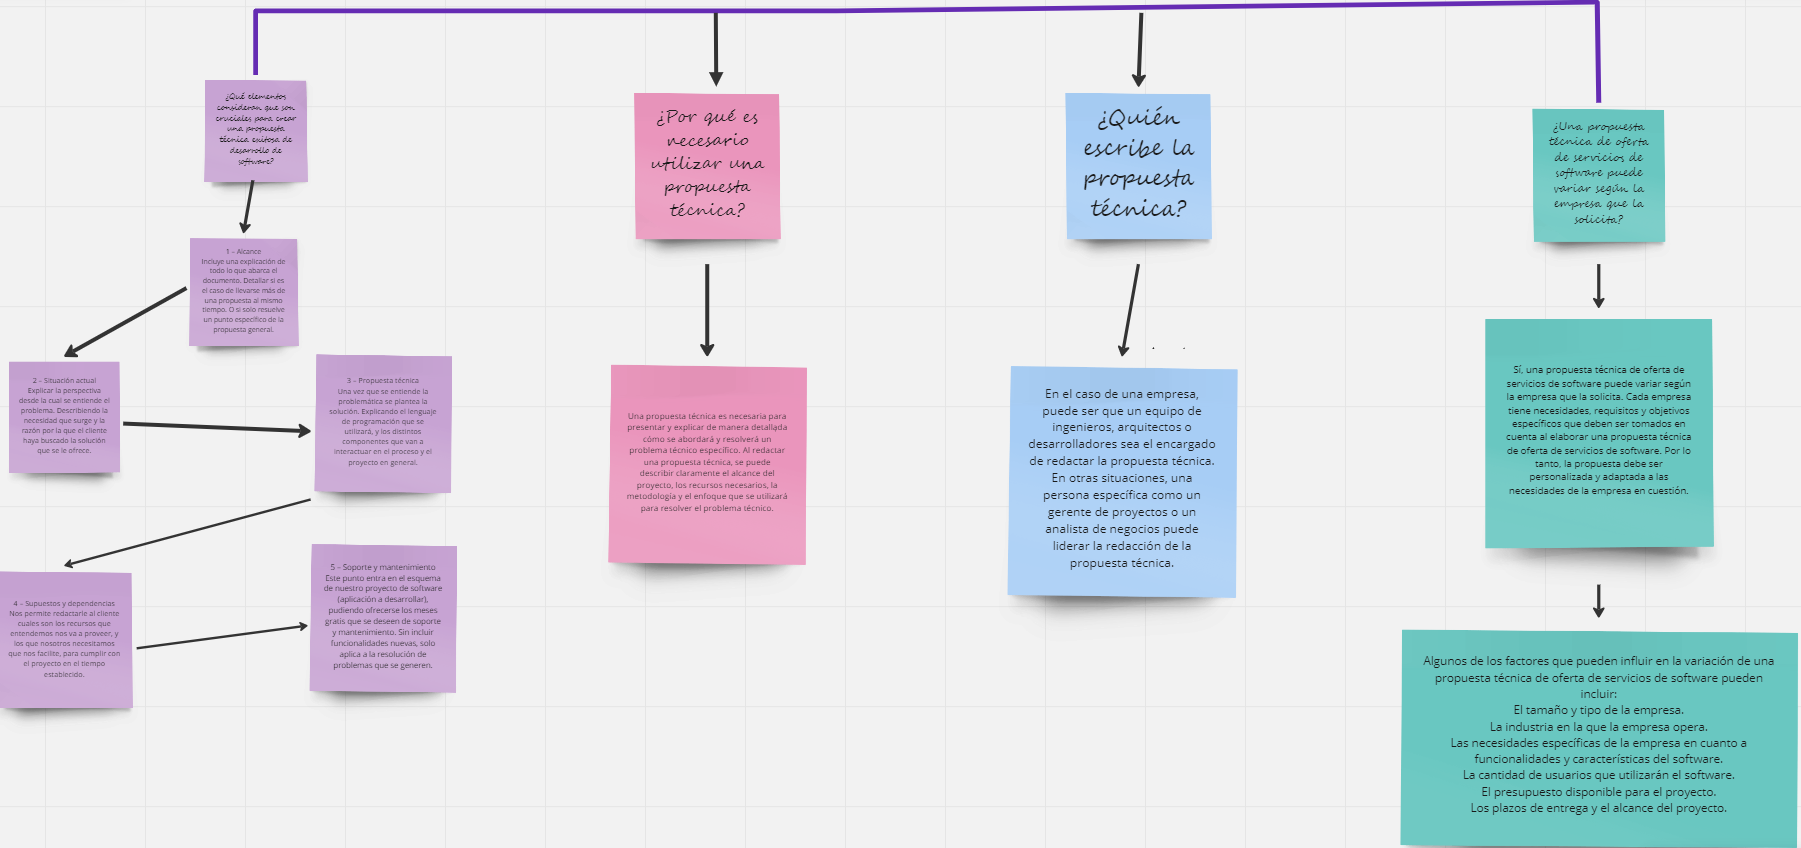 ¿Qué elementos
consideran que son
cruciales para crear
una propuesta
técnica exitosa de
desarrollo de
software?
1 – Alcance
Incluye una explicación de
todo lo que abarca el
documento. Detallar si es
el caso de llevarse más de
una propuesta al mismo
tiempo. O si solo resuelve
un punto específico de la
propuesta general.
2 – Situación actual
Explicar la perspectiva
desde la cual se entiende el
problema. Describiendo la
necesidad que surge y la
razón por la que el cliente
haya buscado la solución
que se le ofrece.
3 – Propuesta técnica
Una vez que se entiende la
problemática se plantea la
solución. Explicando el lenguaje
de programación que se
utilizará, y los distintos
componentes que van a
interactuar en el proceso y el
proyecto en general.
4 – Supuestos y dependencias
Nos permite redactarle al cliente
cuales son los recursos que
entendemos nos va a proveer, y
los que nosotros necesitamos
que nos facilite, para cumplir con
el proyecto en el tiempo
establecido.
5 – Soporte y mantenimiento
Este punto entra en el esquema
de nuestro proyecto de software
(aplicación a desarrollar),
pudiendo ofrecerse los meses
gratis que se deseen de soporte
y mantenimiento. Sin incluir
funcionalidades nuevas, solo
aplica a la resolución de
problemas que se generen.
¿Por qué es
necesario
utilizar una
propuesta
técnica?
Una propuesta técnica es necesaria para
presentar y explicar de manera detallada
cómo se abordará y resolverá un
problema técnico específico. Al redactar
una propuesta técnica, se puede
describir claramente el alcance del
proyecto, los recursos necesarios, la
metodología y el enfoque que se utilizará
para resolver el problema técnico.
¿Quién
escribe la
propuesta
técnica?
En el caso de una empresa,
puede ser que un equipo de
ingenieros, arquitectos o
desarrolladores sea el encargado
de redactar la propuesta técnica.
En otras situaciones, una
persona específica como un
gerente de proyectos o un
analista de negocios puede
liderar la redacción de la
propuesta técnica.
¿Una propuesta
técnica de oferta
de servicios de
software puede
variar según la
empresa que la
solicita?
Sí, una propuesta técnica de oferta de
servicios de software puede variar según
la empresa que la solicita. Cada empresa
tiene necesidades, requisitos y objetivos
específicos que deben ser tomados en
cuenta al elaborar una propuesta técnica
de oferta de servicios de software. Por lo
tanto, la propuesta debe ser
personalizada y adaptada a las
necesidades de la empresa en cuestión.
Algunos de los factores que pueden influir en la variación de una
propuesta técnica de oferta de servicios de software pueden
incluir:
El tamaño y tipo de la empresa.
La industria en la que la empresa opera.
Las necesidades específicas de la empresa en cuanto a
funcionalidades y características del software.
La cantidad de usuarios que utilizarán el software.
El presupuesto disponible para el proyecto.
Los plazos de entrega y el alcance del proyecto.